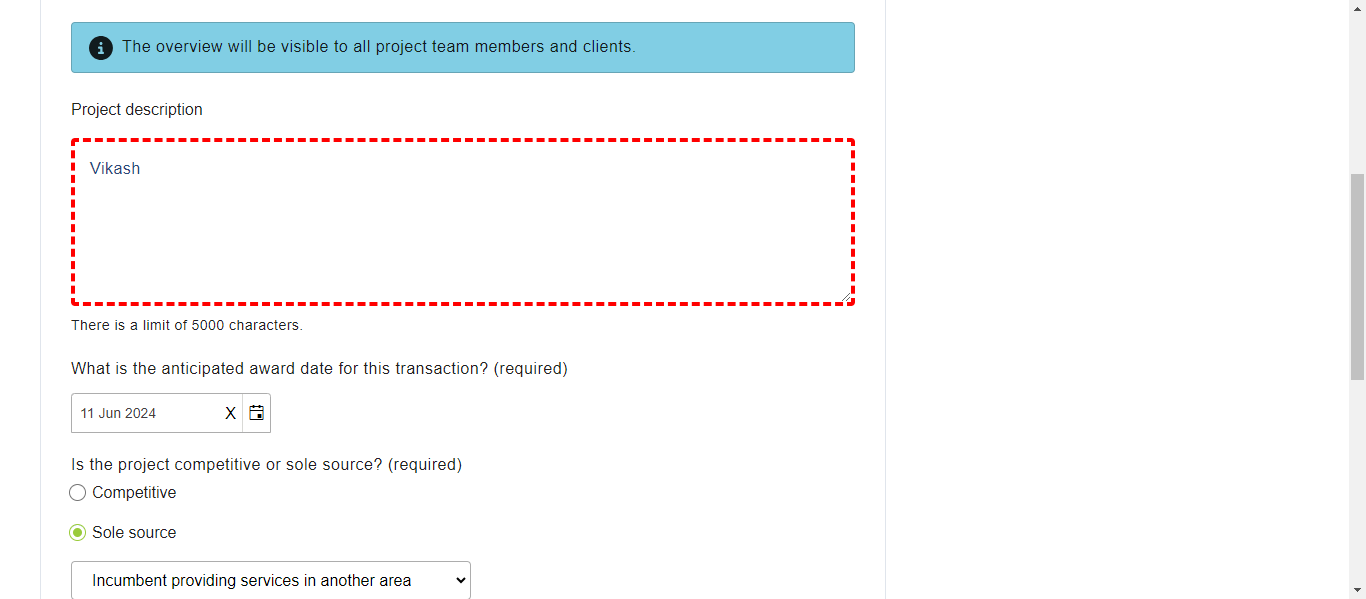 The overview will be visible to all project team members and clients.
Project description
Vikash
There is a limit of 5000 characters.
What is the anticipated award date for this transaction? (required)
11 Jun 2024 X
Is the project competitive or sole source? (required)
Competitive
Sole source
Incumbent providing services in another area